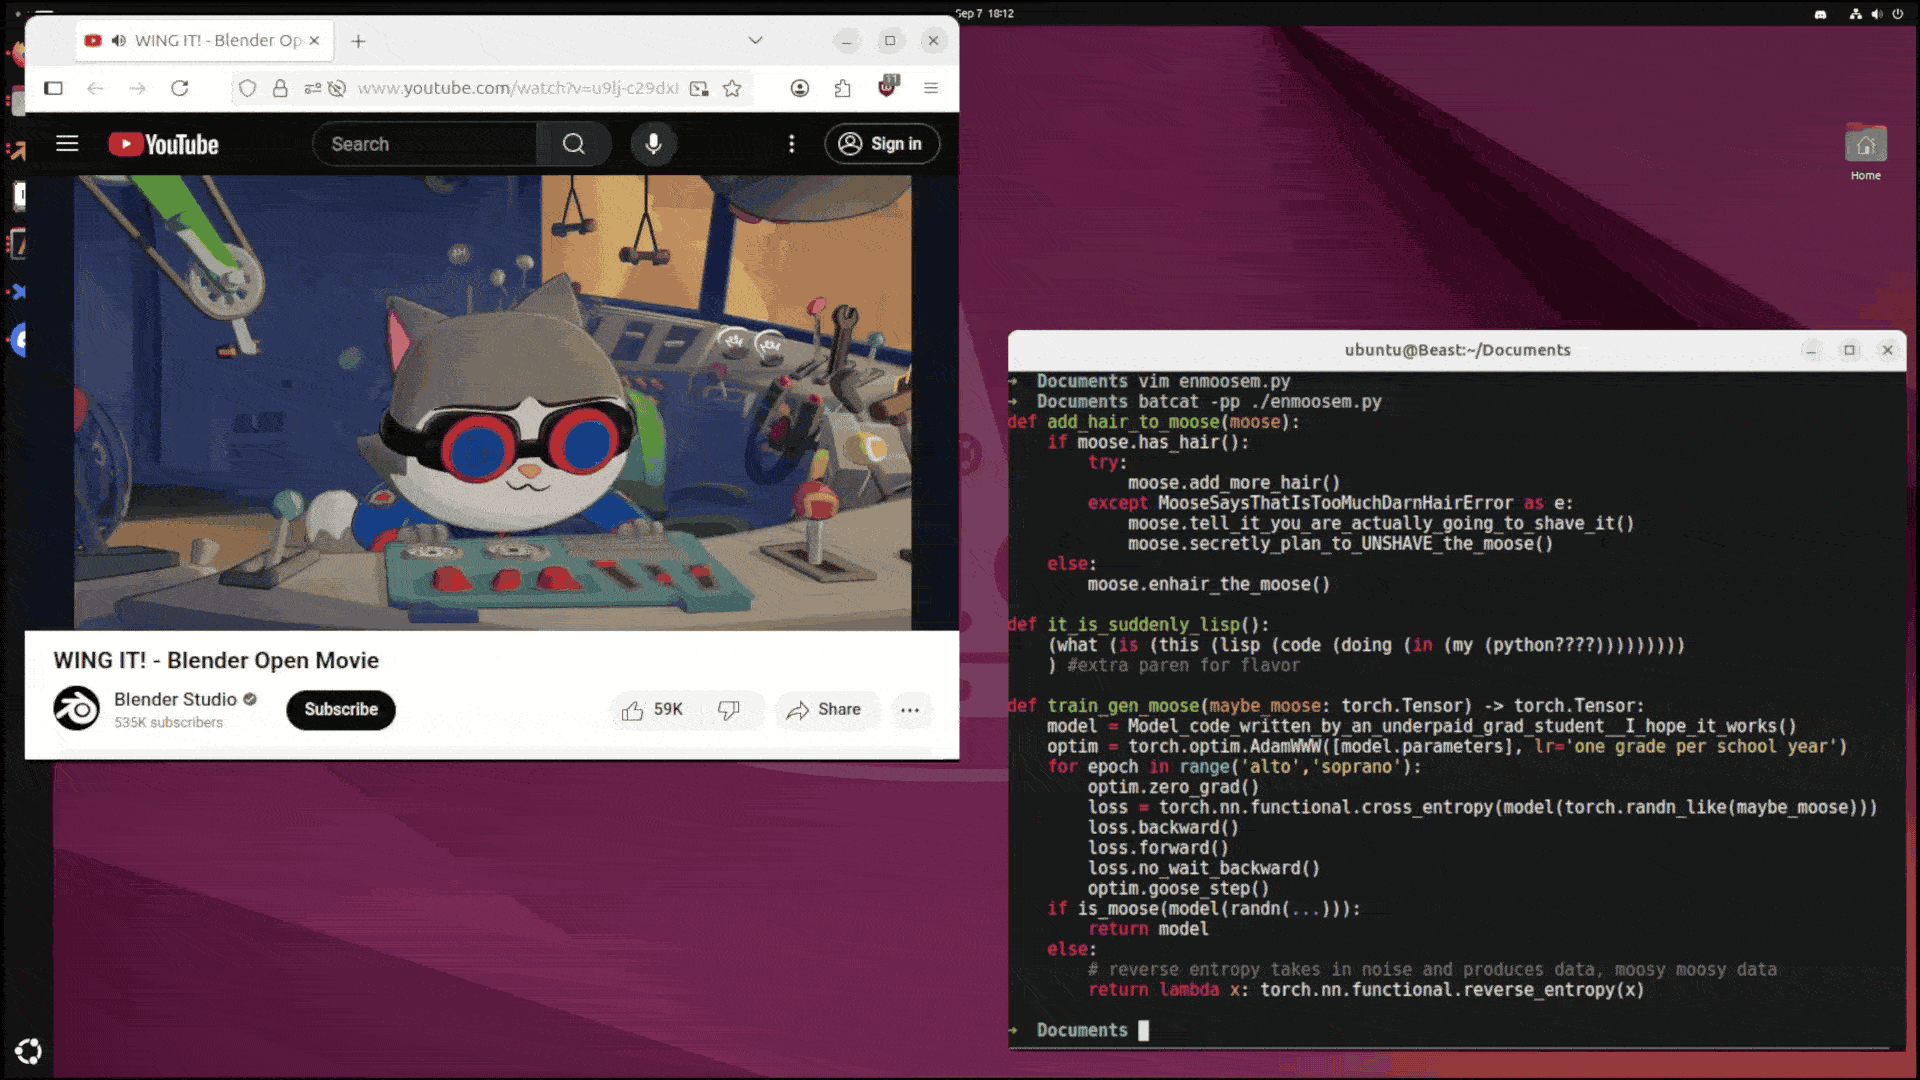 Sep 7 18:12
WING IT! - Blender Op
www.youtube.com/watch?v=u9lj-c29dxI
11
YouTube
Search
Sign in
WING IT! - Blender Open Movie
Blender Studio
535K subscribers
Subscribe
59K
Share
Home
ubuntu@Beast:~/Documents
Documents vim enmoosem.py
Documents batcat -pp ./enmoosem.py
def add_hair_to_moose(moose):
    if moose.has_hair():
        try:
            moose.add_more_hair()
        except MooseSaysThatIsTooMuchDarnHairError as e:
            moose.tell_it_you_are_actually_going_to_shave_it()
            moose.secretly_plan_to_UNSHAVE_the_moose()
    else:
        moose.enhair_the_moose()
def it_is_suddenly_lisp():
    (what (is (this (lisp (code (doing (in (my (python????)))))))))
    ) #extra paren for flavor
def train_gen_moose(maybe_moose: torch.Tensor) -> torch.Tensor:
    model = Model_code_written_by_an_underpaid_grad_student__I_hope_it_works()
    optim = torch.optim.AdamWWW([model.parameters], lr='one grade per school year')
    for epoch in range('alto','soprano'):
        optim.zero_grad()
        loss = torch.nn.functional.cross_entropy(model(torch.randn_like(maybe_moose)))
        loss.backward()
        loss.forward()
        loss.no_wait_backward()
        optim.goose_step()
    if is_moose(model(randn(...))):
        return model
    else:
        # reverse entropy takes in noise and produces data, moosy moosy data
        return lambda x: torch.nn.functional.reverse_entropy(x)
Documents